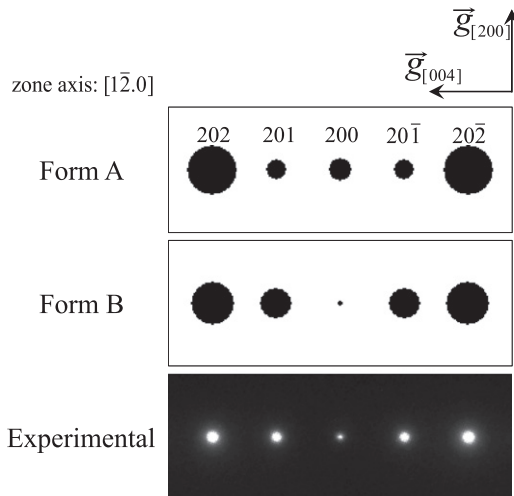 g⃗[200]
g⃗[004]
zone axis: [12̅.0]
202 201 200 201̅ 202̅
Form A
Form B
Experimental